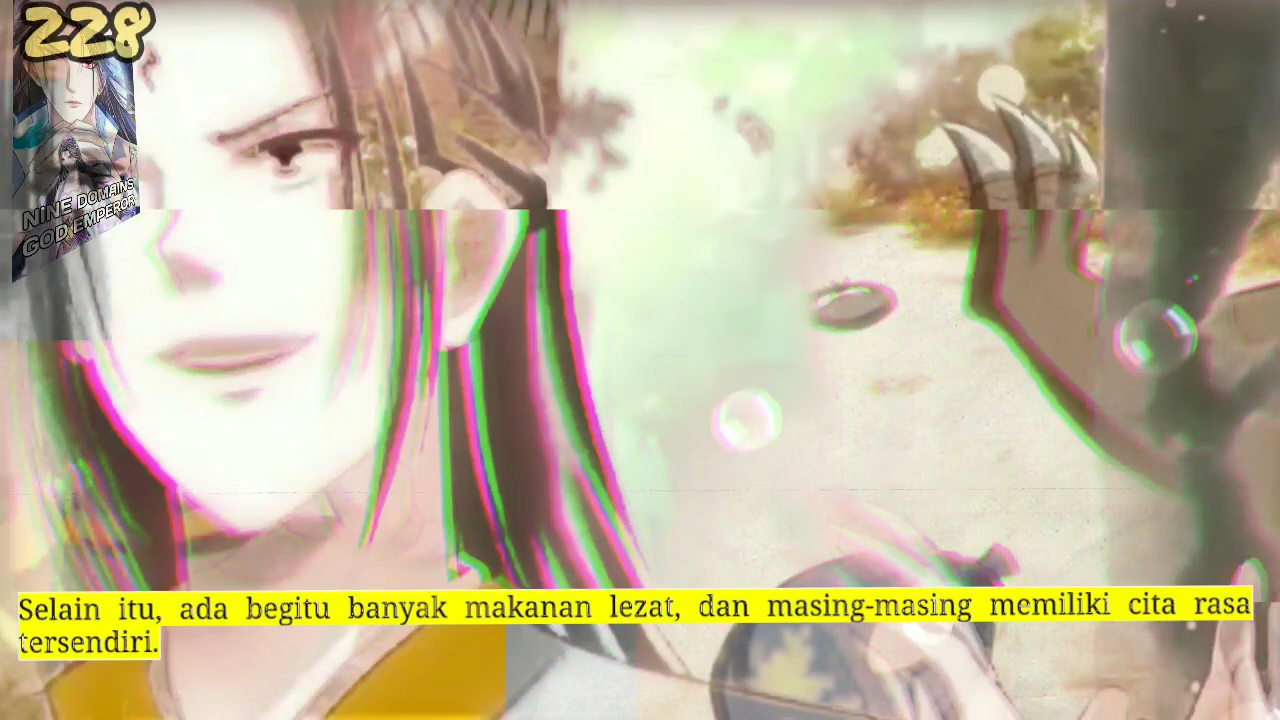 228
NINE DOMAINS
GOD EMPEROR
Selain itu, ada begitu banyak makanan lezat, dan masing-masing memiliki cita rasa
tersendiri.